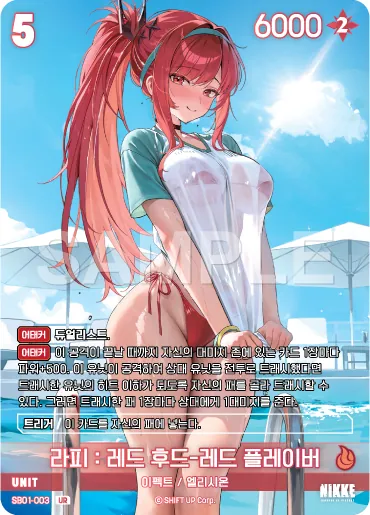 5
6000 2
SAMPLE
어태커 듀얼리스트.
어태커 이 공격이 끝날 때까지 자신의 대미지 존에 있는 카드 1장마다
파워+500. 이 유닛이 공격하여 상대 유닛을 전투로 트래시했다면
트래시한 유닛의 히트 이하가 되도록 자신의 패를 골라 트래시할 수
있다. 그러면 트래시한 패 1장마다 상대에게 1대미지를 준다.
트리거 이 카드를 자신의 패에 넣는다.
라피 : 레드 후드-레드 플레이버
UNIT
이펙트 / 엘리시온
SB01-003 UR
© SHIFT UP Corp.
NIKKE